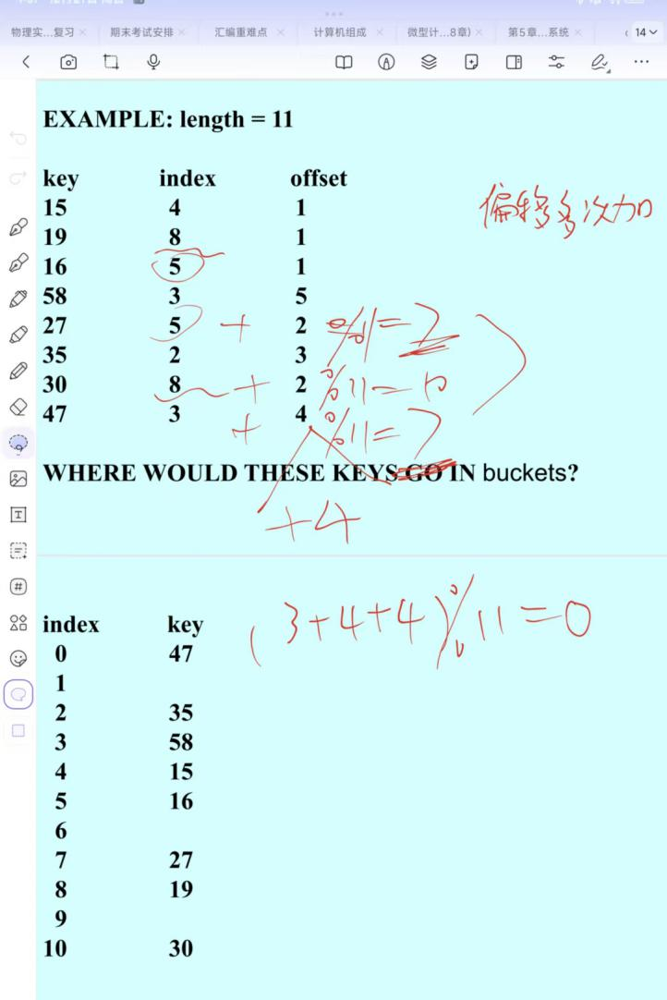 物理实...复习 × 期末考试安排 × 汇编重难点 × 计算机组成 × 微型计...8章) × 第5章...系统 × 14
EXAMPLE: length = 11
key index offset
15 4 1
19 8 1
16 5 1
58 3 5
27 5 + 2 %11=7
35 2 3
30 8 + 2 %11=10
47 3 + 4 %11=7
偏移多次加
WHERE WOULD THESE KEYS GO IN buckets?
+4
index key
(3+4+4)%11=0
0 47
1
2 35
3 58
4 15
5 16
6
7 27
8 19
9
10 30